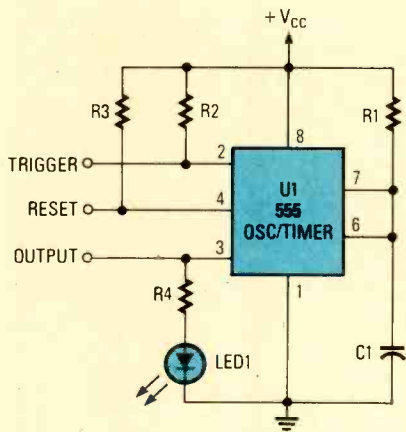 + VCC
R3
R2
R1
TRIGGER
2
8
7
U1
555
OSC/TIMER
RESET
4
6
OUTPUT
3
1
R4
C1
LED1